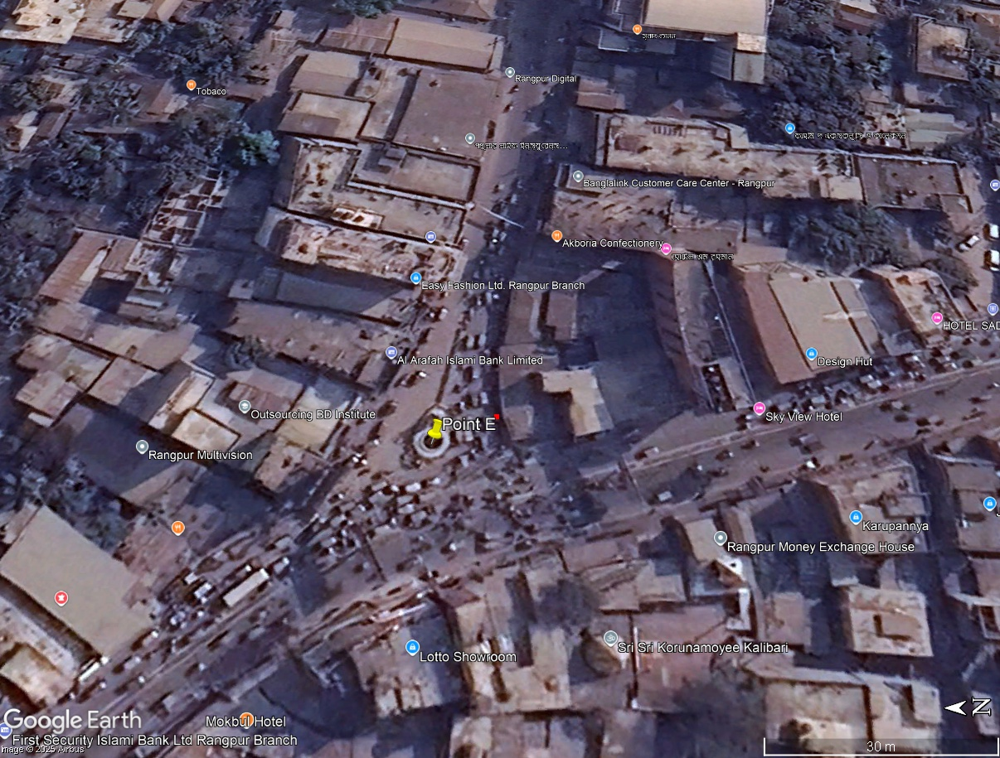 Tobaco
Rangpur Digital
Banglalink Customer Care Center - Rangpur
Akboria Confectionery
Easy Fashion Ltd. Rangpur Branch
HOTEL SAD
Al Arafah Islami Bank Limited
Design Hut
Outsourcing BD Institute
Sky View Hotel
Point E
Rangpur Multivision
Karupannya
Rangpur Money Exchange House
Sri Sri Korunamoyee Kalibari
Lotto Showroom
Google Earth
Mokbul Hotel
First Security Islami Bank Ltd Rangpur Branch
Image © 2025 Airbus
Z
30 m